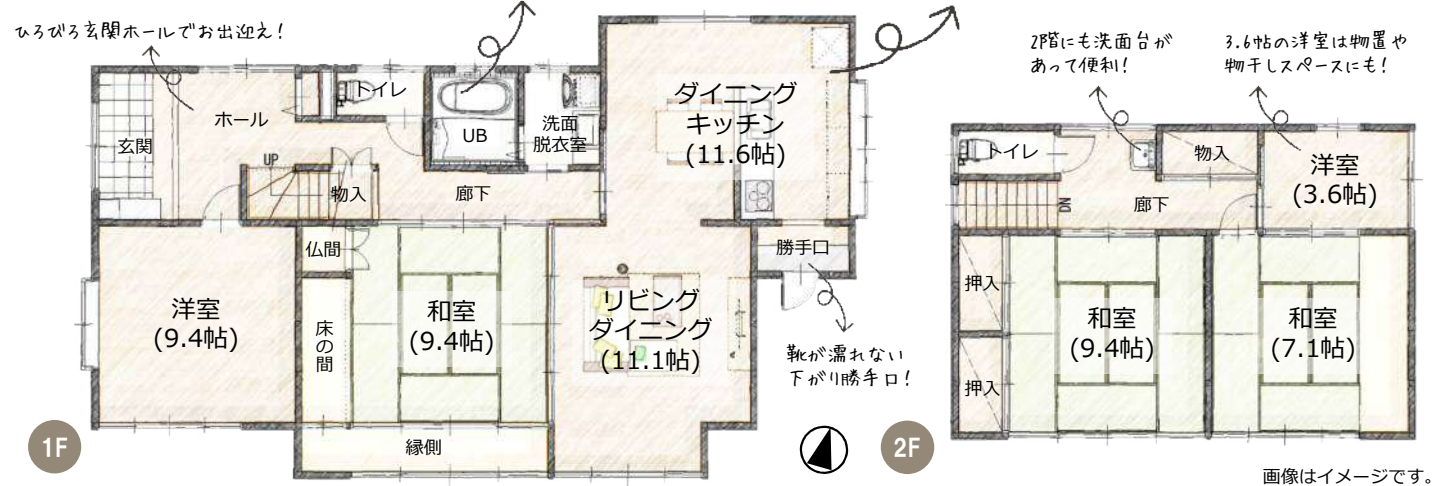 ひろびろ玄関ホールでお出迎え!
玄関
ホール
UP
物入
トイレ
UB
洗面
脱衣室
廊下
ダイニング
キッチン
(11.6帖)
勝手口
靴が濡れない
下がり勝手口!
洋室
(9.4帖)
仏間
床の間
和室
(9.4帖)
リビング
ダイニング
(11.1帖)
縁側
1F
2階にも洗面台が
あって便利!
3.6帖の洋室は物置や
物干しスペースにも!
トイレ
物入
洋室
(3.6帖)
DN
廊下
押入
押入
和室
(9.4帖)
和室
(7.1帖)
2F
画像はイメージです。